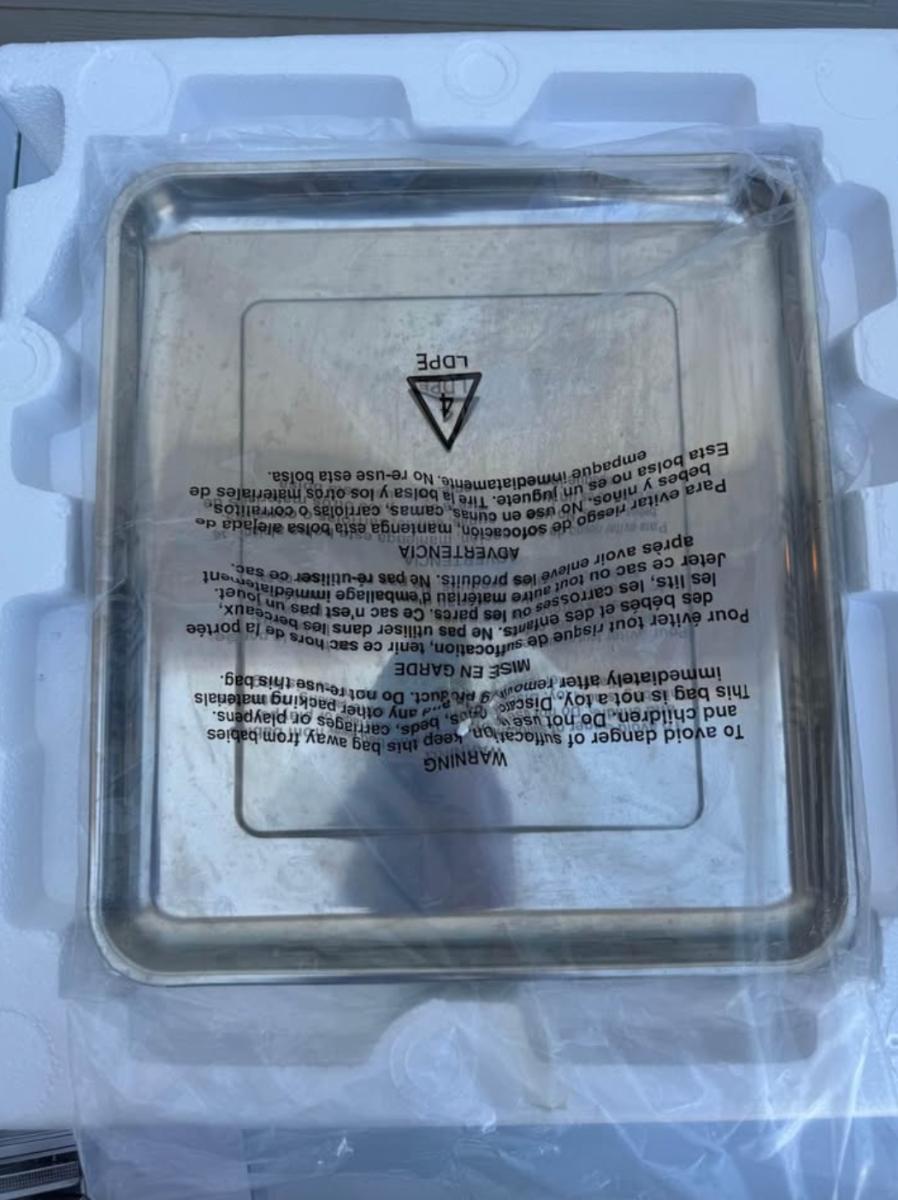 WARNING
To avoid danger of suffocation, keep this bag away from babies
and children. Do not use cribs, beds, carriages or playpens.
This bag is not a toy. Discard and any other packing materials
immediately after removing product. Do not re-use this bag.
MISE EN GARDE
Pour éviter tout risque de suffocation, tenir ce sac hors de la portée
des bébés et des enfants. Ne pas utiliser dans les berceaux,
les lits, les carrosses ou les parcs. Ce sac n'est pas un jouet.
Jeter ce sac ou tout autre matériau d'emballage immédiatement
après avoir enlevé les produits. Ne pas ré-utiliser ce sac.
ADVERTENCIA
Para evitar riesgo de sofocación, mantenga esta bolsa alejada de
bebes y niños. No use en cunas, camas, carriolas o corralitos.
Esta bolsa no es un juguete. Tire la bolsa y los otros materiales de
empaque inmediatamente. No re-use esta bolsa.
4
LDPE